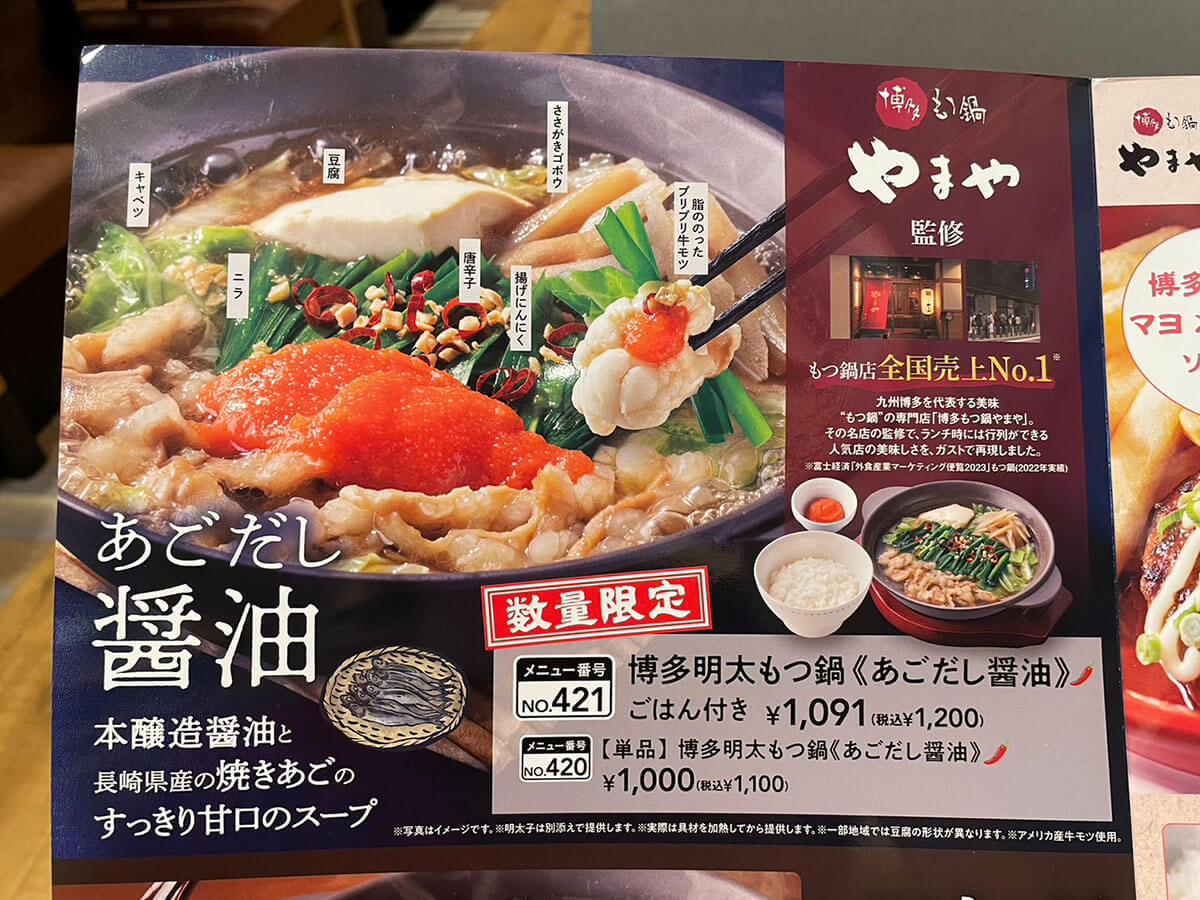 キャベツ
豆腐
ささがきゴボウ
ニラ
唐辛子
揚げにんにく
脂ののった
プリプリ牛モツ
あごだし
醤油
本醸造醤油と
長崎県産の焼きあごの
すっきり甘口のスープ
博多もつ鍋
やまや
監修
もつ鍋店全国売上No.1※
九州博多を代表する美味
“もつ鍋”の専門店「博多もつ鍋やまや」。
その名店の監修で、ランチ時には行列ができる
人気店の美味しさを、ガストで再現しました。
※富士経済「外食産業マーケティング便覧2023」もつ鍋(2022年実績)
数量限定
メニュー番号
NO.421
博多明太もつ鍋《あごだし醤油》
ごはん付き ¥1,091(税込¥1,200)
メニュー番号
NO.420
【単品】博多明太もつ鍋《あごだし醤油》
¥1,000(税込¥1,100)
※写真はイメージです。※明太子は別添えで提供します。※実際は具材を加熱してから提供します。※一部地域では豆腐の形状が異なります。※アメリカ産牛モツ使用。
博多もつ鍋
やまや
博多
マヨ
ソ